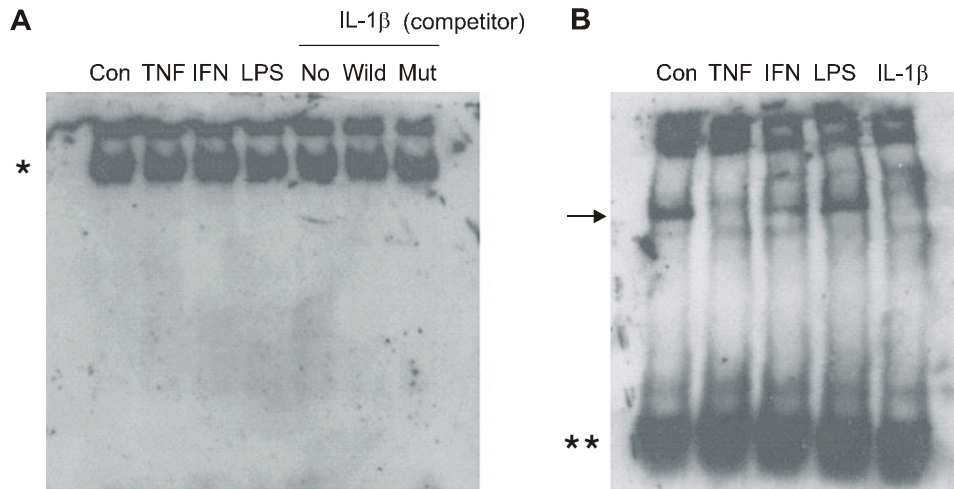 A
IL-1β (competitor)
Con TNF IFN LPS No Wild Mut
*
B
Con TNF IFN LPS IL-1β
**